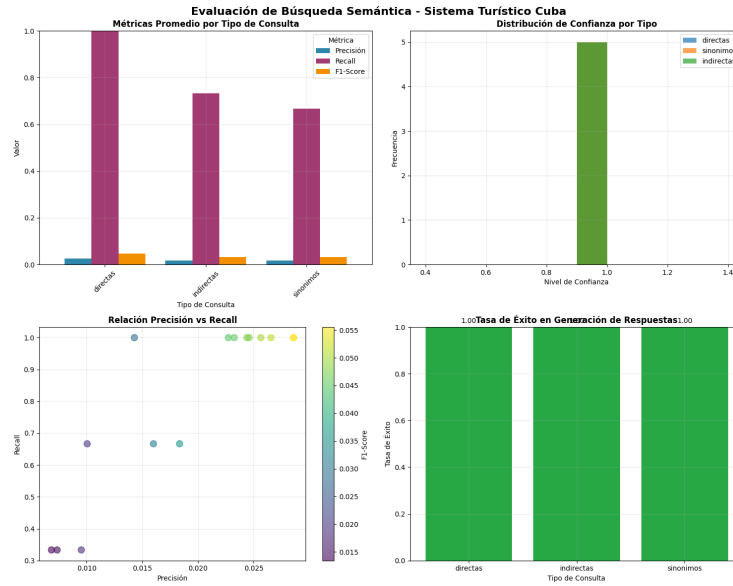 Evaluación de Búsqueda Semántica - Sistema Turístico Cuba
Métricas Promedio por Tipo de Consulta
1.0
0.8
0.6
0.4
0.2
0.0
Valor
Métrica
Precisión
Recall
F1-Score
directas
indirectas
sinonimos
Tipo de Consulta
Distribución de Confianza por Tipo
5
4
3
2
1
0
Frecuencia
directas
sinonimo
indirectas
0.4
0.6
0.8
1.0
1.2
1.4
Nivel de Confianza
Relación Precisión vs Recall
1.0
0.9
0.8
0.7
0.6
0.5
0.4
0.3
Recall
0.010
0.015
0.020
0.025
Precisión
0.055
0.050
0.045
0.040
0.035
0.030
0.025
0.020
0.015
F1-Score
Tasa de Éxito en Generación de Respuestas
1.00
1.00
1.0
0.8
0.6
0.4
0.2
0.0
Tasa de Éxito
directas
indirectas
sinonimos
Tipo de Consulta